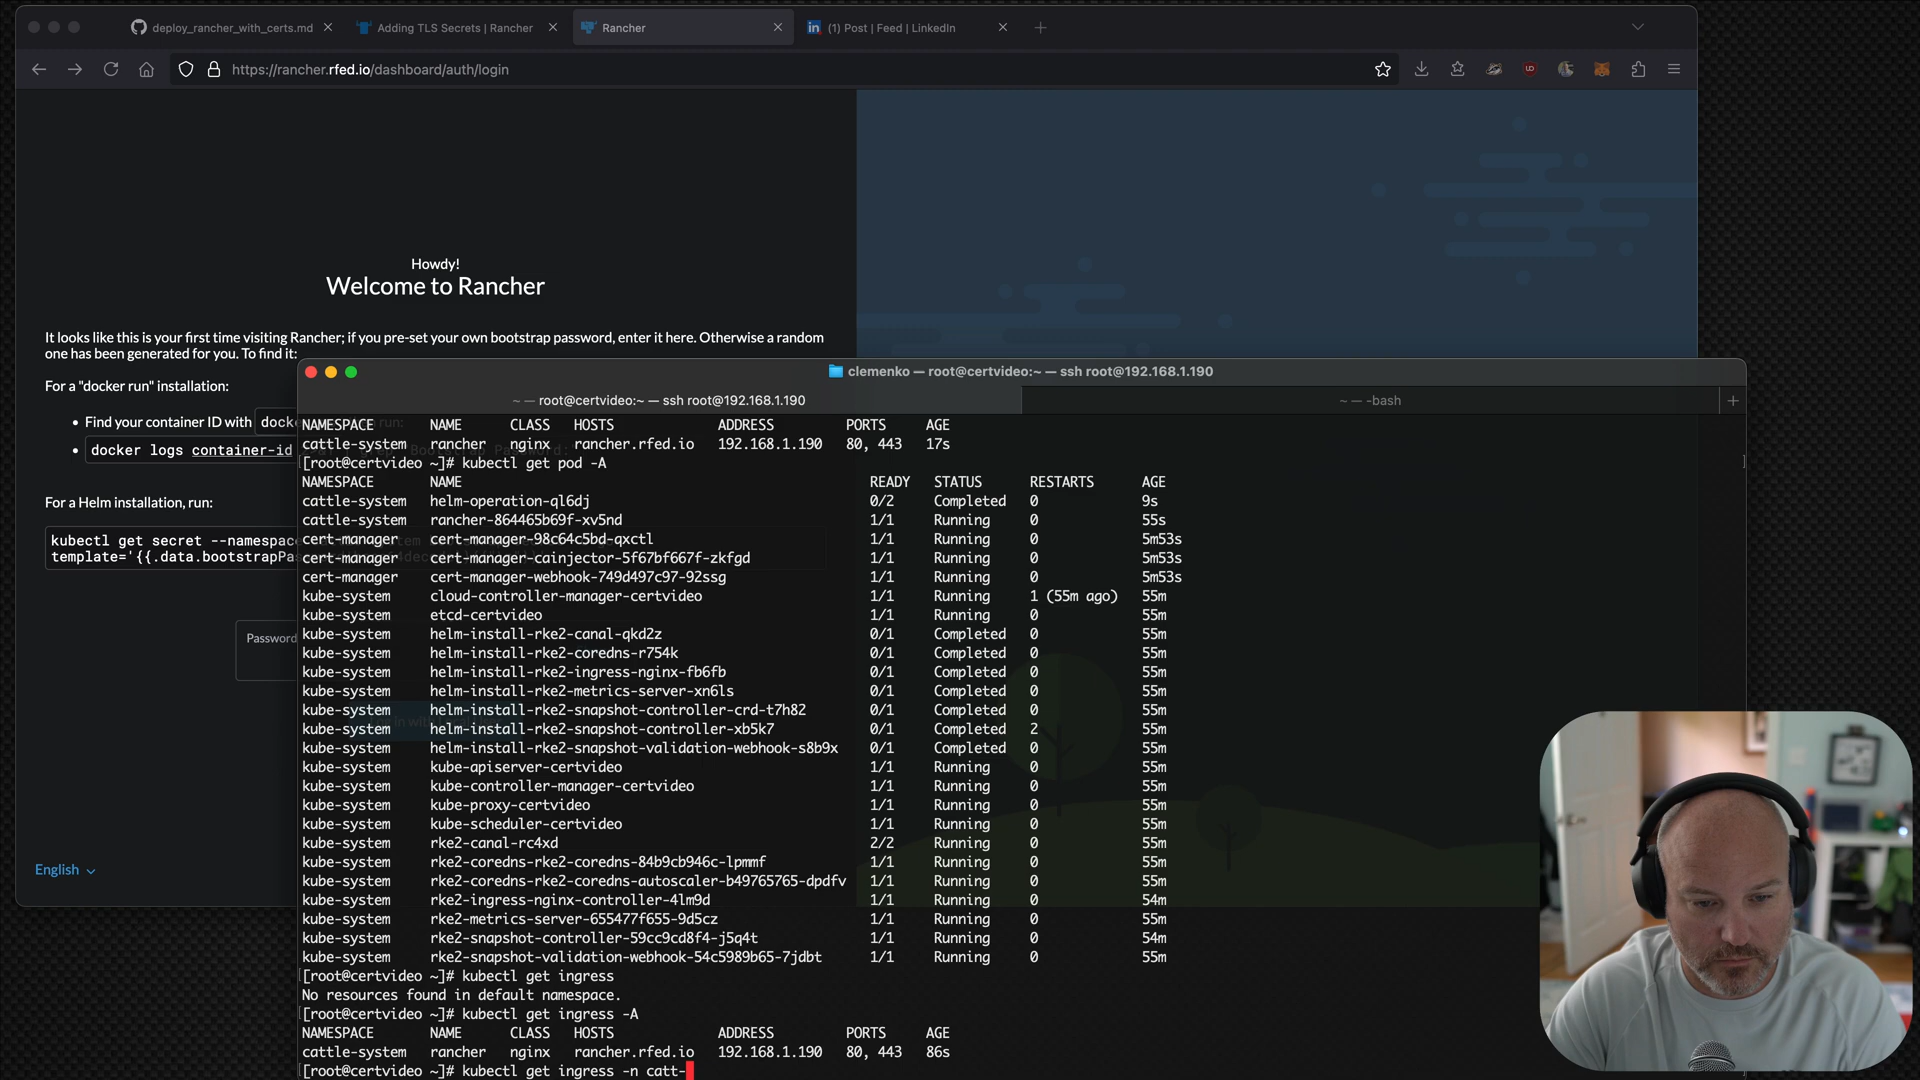 deploy_rancher_with_certs.md
Adding TLS Secrets | Rancher
Rancher
(1) Post | Feed | LinkedIn
https://rancher.rfed.io/dashboard/auth/login
Howdy!
Welcome to Rancher
It looks like this is your first time visiting Rancher; if you pre-set your own bootstrap password, enter it here. Otherwise a random
one has been generated for you. To find it:
For a "docker run" installation:
Find your container ID with docke
docker logs container-id
For a Helm installation, run:
kubectl get secret --namespace
template='{{.data.bootstrapPa
Password
English
clemenko — root@certvideo:~ — ssh root@192.168.1.190
~ — root@certvideo:~ — ssh root@192.168.1.190
~ — -bash
NAMESPACE NAME CLASS HOSTS ADDRESS PORTS AGE
cattle-system rancher nginx rancher.rfed.io 192.168.1.190 80, 443 17s
[root@certvideo ~]# kubectl get pod -A
NAMESPACE NAME READY STATUS RESTARTS AGE
cattle-system helm-operation-ql6dj 0/2 Completed 0 9s
cattle-system rancher-864465b69f-xv5nd 1/1 Running 0 55s
cert-manager cert-manager-98c64c5bd-qxctl 1/1 Running 0 5m53s
cert-manager cert-manager-cainjector-5f67bf667f-zkfgd 1/1 Running 0 5m53s
cert-manager cert-manager-webhook-749d497c97-92ssg 1/1 Running 0 5m53s
kube-system cloud-controller-manager-certvideo 1/1 Running 1 (55m ago) 55m
kube-system etcd-certvideo 1/1 Running 0 55m
kube-system helm-install-rke2-canal-qkd2z 0/1 Completed 0 55m
kube-system helm-install-rke2-coredns-r754k 0/1 Completed 0 55m
kube-system helm-install-rke2-ingress-nginx-fb6fb 0/1 Completed 0 55m
kube-system helm-install-rke2-metrics-server-xn6ls 0/1 Completed 0 55m
kube-system helm-install-rke2-snapshot-controller-crd-t7h82 0/1 Completed 0 55m
kube-system helm-install-rke2-snapshot-controller-xb5k7 0/1 Completed 2 55m
kube-system helm-install-rke2-snapshot-validation-webhook-s8b9x 0/1 Completed 0 55m
kube-system kube-apiserver-certvideo 1/1 Running 0 55m
kube-system kube-controller-manager-certvideo 1/1 Running 0 55m
kube-system kube-proxy-certvideo 1/1 Running 0 55m
kube-system kube-scheduler-certvideo 1/1 Running 0 55m
kube-system rke2-canal-rc4xd 2/2 Running 0 55m
kube-system rke2-coredns-rke2-coredns-84b9cb946c-lpmmf 1/1 Running 0 55m
kube-system rke2-coredns-rke2-coredns-autoscaler-b49765765-dpdfv 1/1 Running 0 55m
kube-system rke2-ingress-nginx-controller-4lm9d 1/1 Running 0 54m
kube-system rke2-metrics-server-655477f655-9d5cz 1/1 Running 0 55m
kube-system rke2-snapshot-controller-59cc9cd8f4-j5q4t 1/1 Running 0 54m
kube-system rke2-snapshot-validation-webhook-54c5989b65-7jdbt 1/1 Running 0 55m
[root@certvideo ~]# kubectl get ingress
No resources found in default namespace.
[root@certvideo ~]# kubectl get ingress -A
NAMESPACE NAME CLASS HOSTS ADDRESS PORTS AGE
cattle-system rancher nginx rancher.rfed.io 192.168.1.190 80, 443 86s
[root@certvideo ~]# kubectl get ingress -n catt-